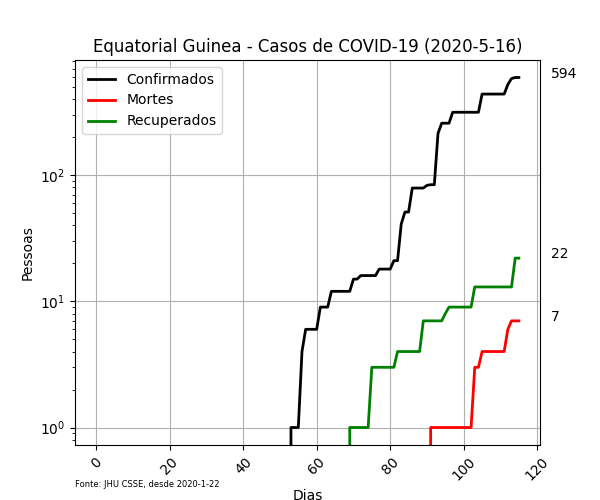 Equatorial Guinea - Casos de COVID-19 (2020-5-16)
Confirmados
Mortes
Recuperados
594
22
7
10²
10¹
10⁰
Pessoas
0
20
40
60
80
100
120
Fonte: JHU CSSE, desde 2020-1-22
Dias